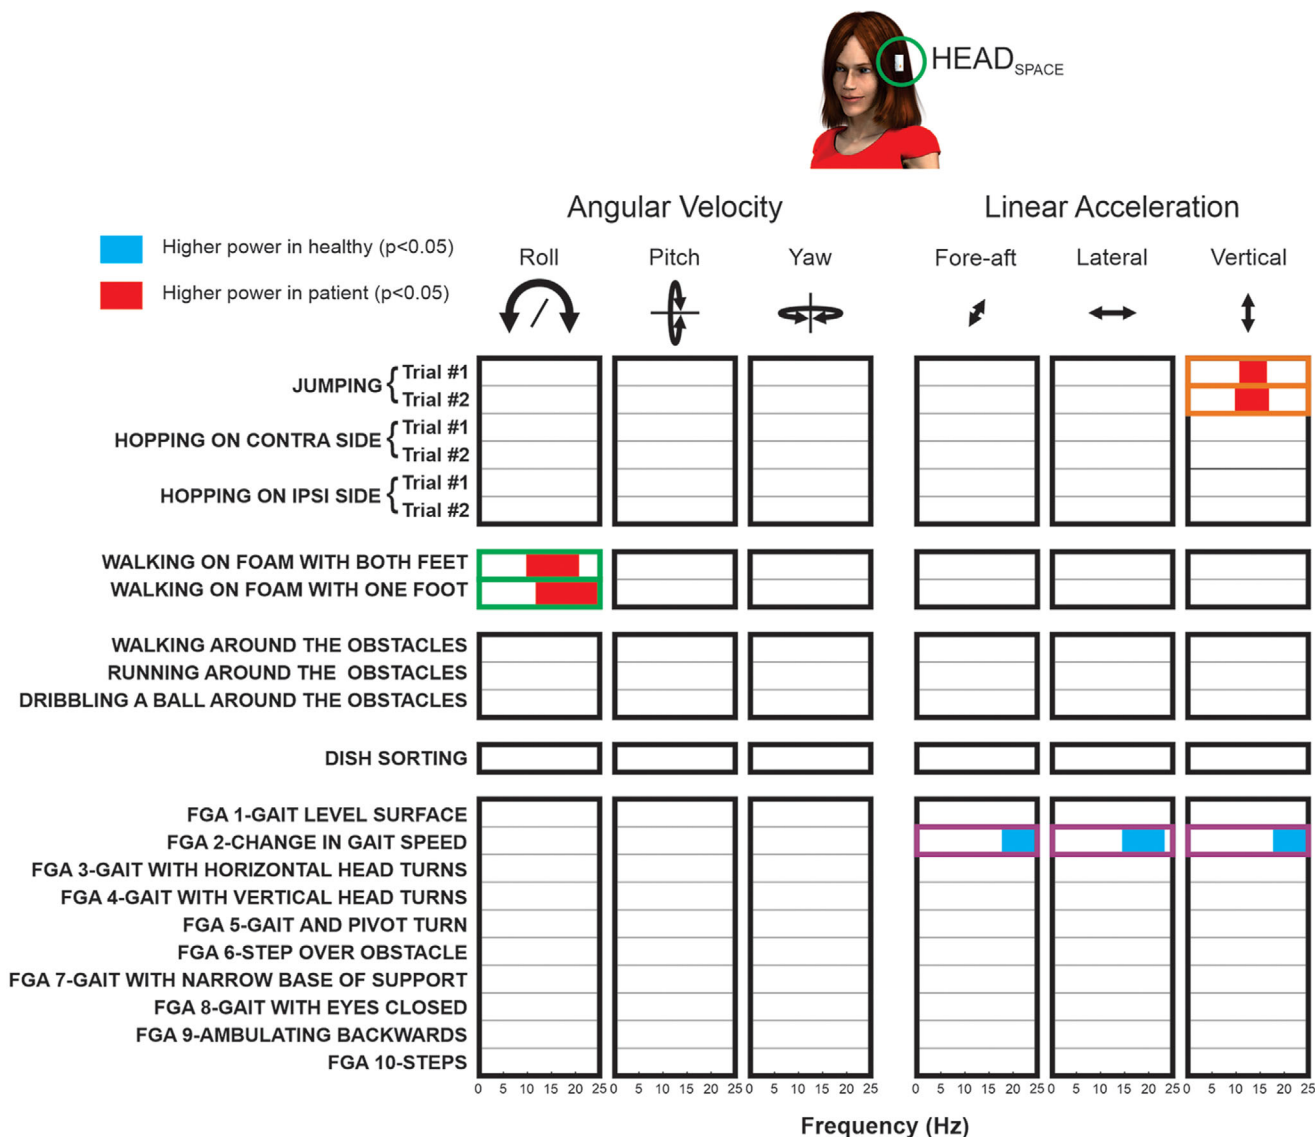 HEAD SPACE
Angular Velocity Linear Acceleration
Higher power in healthy (p<0.05)
Higher power in patient (p<0.05)
Roll Pitch Yaw Fore-aft Lateral Vertical
JUMPING { Trial #1
Trial #2
HOPPING ON CONTRA SIDE { Trial #1
Trial #2
HOPPING ON IPSI SIDE { Trial #1
Trial #2
WALKING ON FOAM WITH BOTH FEET
WALKING ON FOAM WITH ONE FOOT
WALKING AROUND THE OBSTACLES
RUNNING AROUND THE OBSTACLES
DRIBBLING A BALL AROUND THE OBSTACLES
DISH SORTING
FGA 1-GAIT LEVEL SURFACE
FGA 2-CHANGE IN GAIT SPEED
FGA 3-GAIT WITH HORIZONTAL HEAD TURNS
FGA 4-GAIT WITH VERTICAL HEAD TURNS
FGA 5-GAIT AND PIVOT TURN
FGA 6-STEP OVER OBSTACLE
FGA 7-GAIT WITH NARROW BASE OF SUPPORT
FGA 8-GAIT WITH EYES CLOSED
FGA 9-AMBULATING BACKWARDS
FGA 10-STEPS
0 5 10 15 20 25 0 5 10 15 20 25 0 5 10 15 20 25 0 5 10 15 20 25 0 5 10 15 20 25 0 5 10 15 20 25
Frequency (Hz)